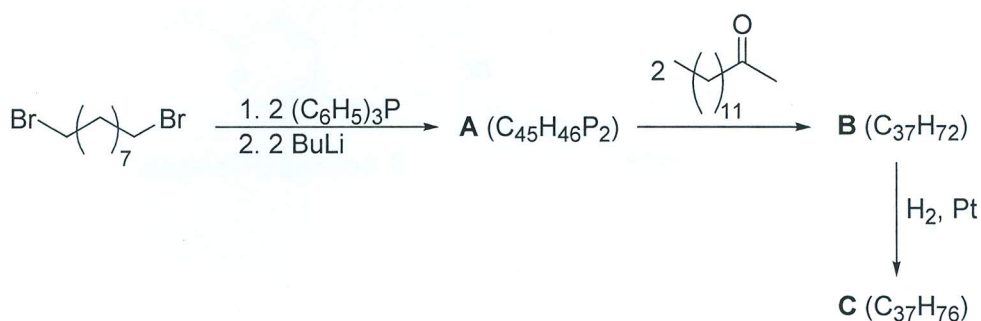 O
2
11
Br Br
7
1. 2 (C6H5)3P
2. 2 BuLi
A (C45H46P2)
B (C37H72)
H2, Pt
C (C37H76)